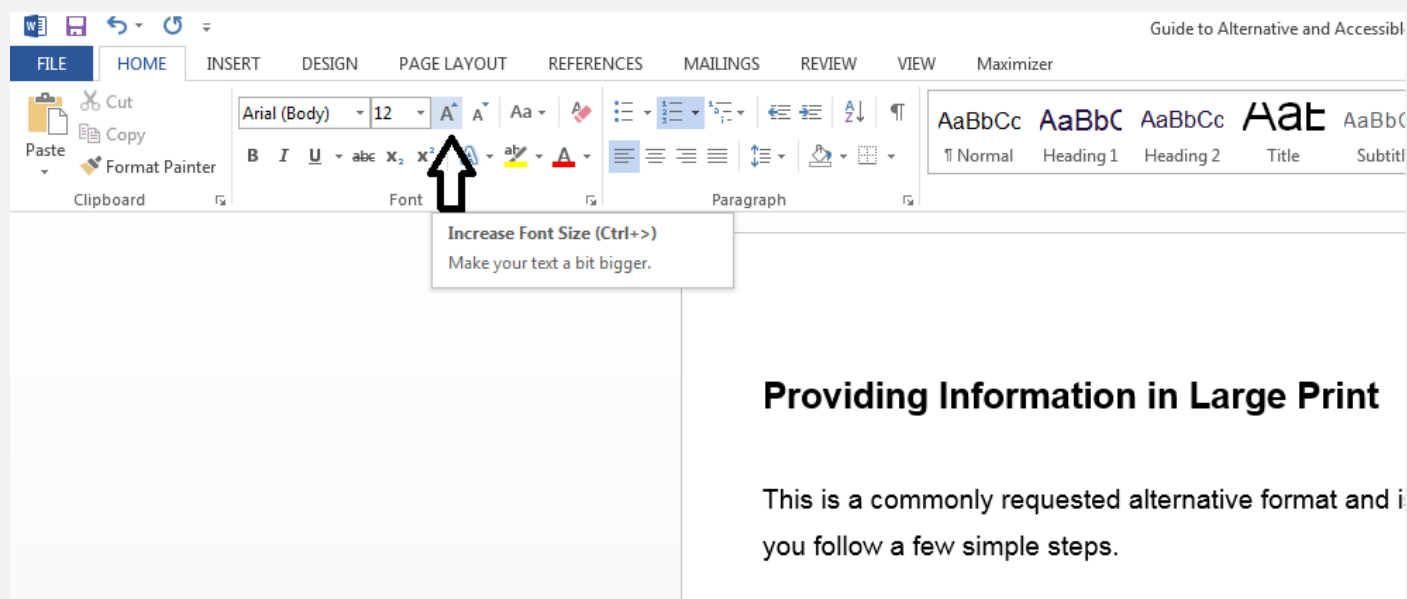 Guide to Alternative and Accessibl
FILE HOME INSERT DESIGN PAGE LAYOUT REFERENCES MAILINGS REVIEW VIEW Maximizer
Cut
Copy
Paste
Format Painter
Clipboard
Arial (Body) 12 A A Aa
B I U abc X₂ X² A ab A
Font
A Z ¶
Paragraph
AaBbCc AaBbC AaBbCc AaB AaBb
¶ Normal Heading 1 Heading 2 Title Subtitl
Increase Font Size (Ctrl+>)
Make your text a bit bigger.
Providing Information in Large Print
This is a commonly requested alternative format and i
you follow a few simple steps.